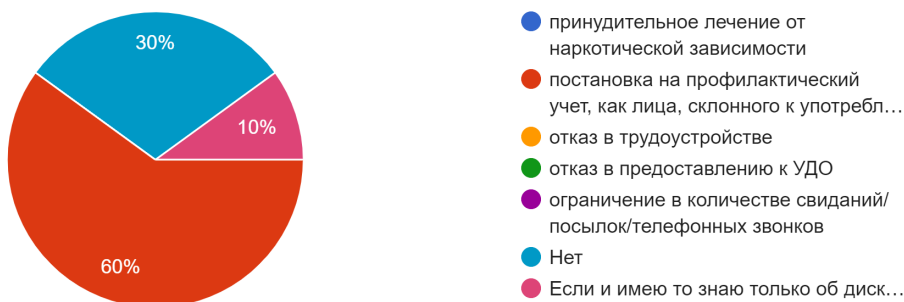 30%
10%
60%
принудительное лечение от
наркотической зависимости
постановка на профилактический
учет, как лица, склонного к употребл…
отказ в трудоустройстве
отказ в предоставлению к УДО
ограничение в количестве свиданий/
посылок/телефонных звонков
Нет
Если и имею то знаю только об диск…